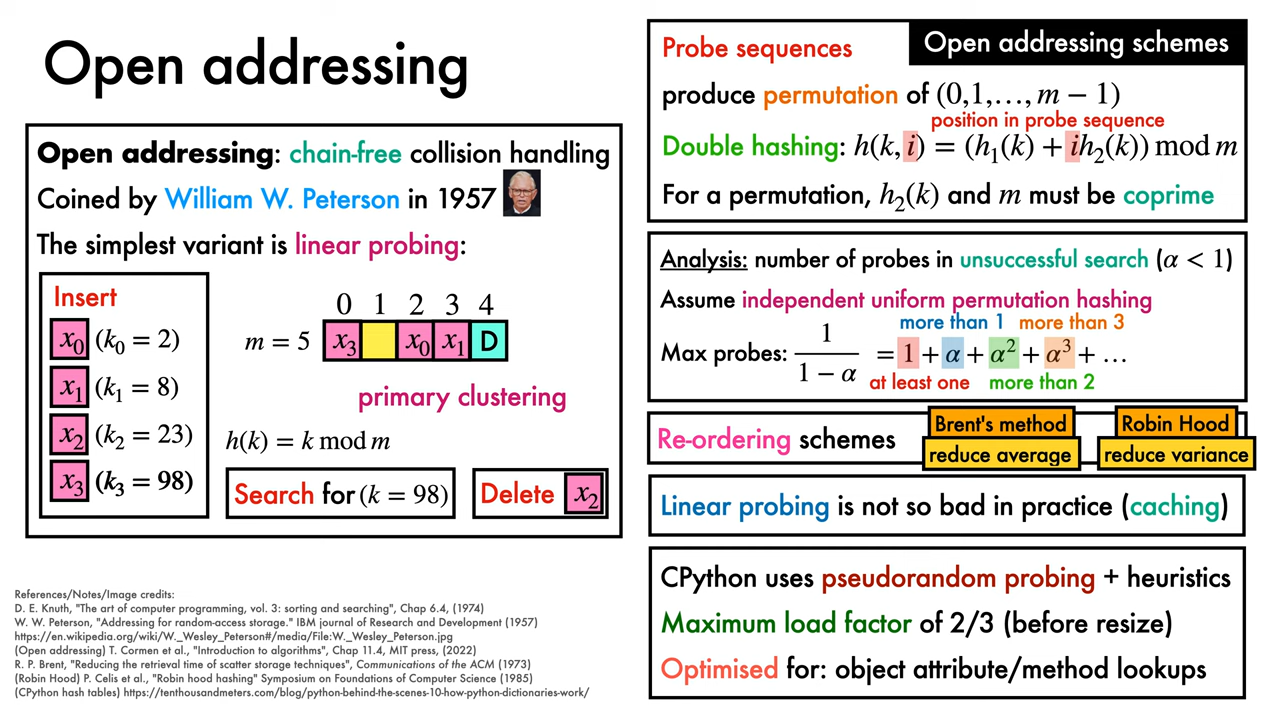 Open addressing
Open addressing: chain-free collision handling
Coined by William W. Peterson in 1957
The simplest variant is linear probing:
Insert
x₀ (k₀ = 2)
x₁ (k₁ = 8)
x₂ (k₂ = 23)
x₃ (k₃ = 98)
0 1 2 3 4
m = 5 x₃ x₀ x₁ D
primary clustering
h(k) = k mod m
Search for (k = 98)
Delete x₂
References/Notes/Image credits:
D. E. Knuth, "The art of computer programming, vol. 3: sorting and searching", Chap 6.4, (1974)
W. W. Peterson, "Addressing for random-access storage." IBM journal of Research and Development (1957)
https://en.wikipedia.org/wiki/W._Wesley_Peterson#/media/File:W._Wesley_Peterson.jpg
(Open addressing) T. Cormen et al., "Introduction to algorithms", Chap 11.4, MIT press, (2022)
R. P. Brent, "Reducing the retrieval time of scatter storage techniques", Communications of the ACM (1973)
(Robin Hood) P. Celis et al., "Robin hood hashing" Symposium on Foundations of Computer Science (1985)
(CPython hash tables) https://tenthousandmeters.com/blog/python-behind-the-scenes-10-how-python-dictionaries-work/
Open addressing schemes
Probe sequences
produce permutation of (0,1,…, m − 1)
position in probe sequence
Double hashing: h(k, i) = (h₁(k) + ih₂(k)) mod m
For a permutation, h₂(k) and m must be coprime
Analysis: number of probes in unsuccessful search (α < 1)
Assume independent uniform permutation hashing
more than 1 more than 3
Max probes: 1/(1 − α) = 1 + α + α² + α³ + …
at least one more than 2
Re-ordering schemes
Brent's method
reduce average
Robin Hood
reduce variance
Linear probing is not so bad in practice (caching)
CPython uses pseudorandom probing + heuristics
Maximum load factor of 2/3 (before resize)
Optimised for: object attribute/method lookups